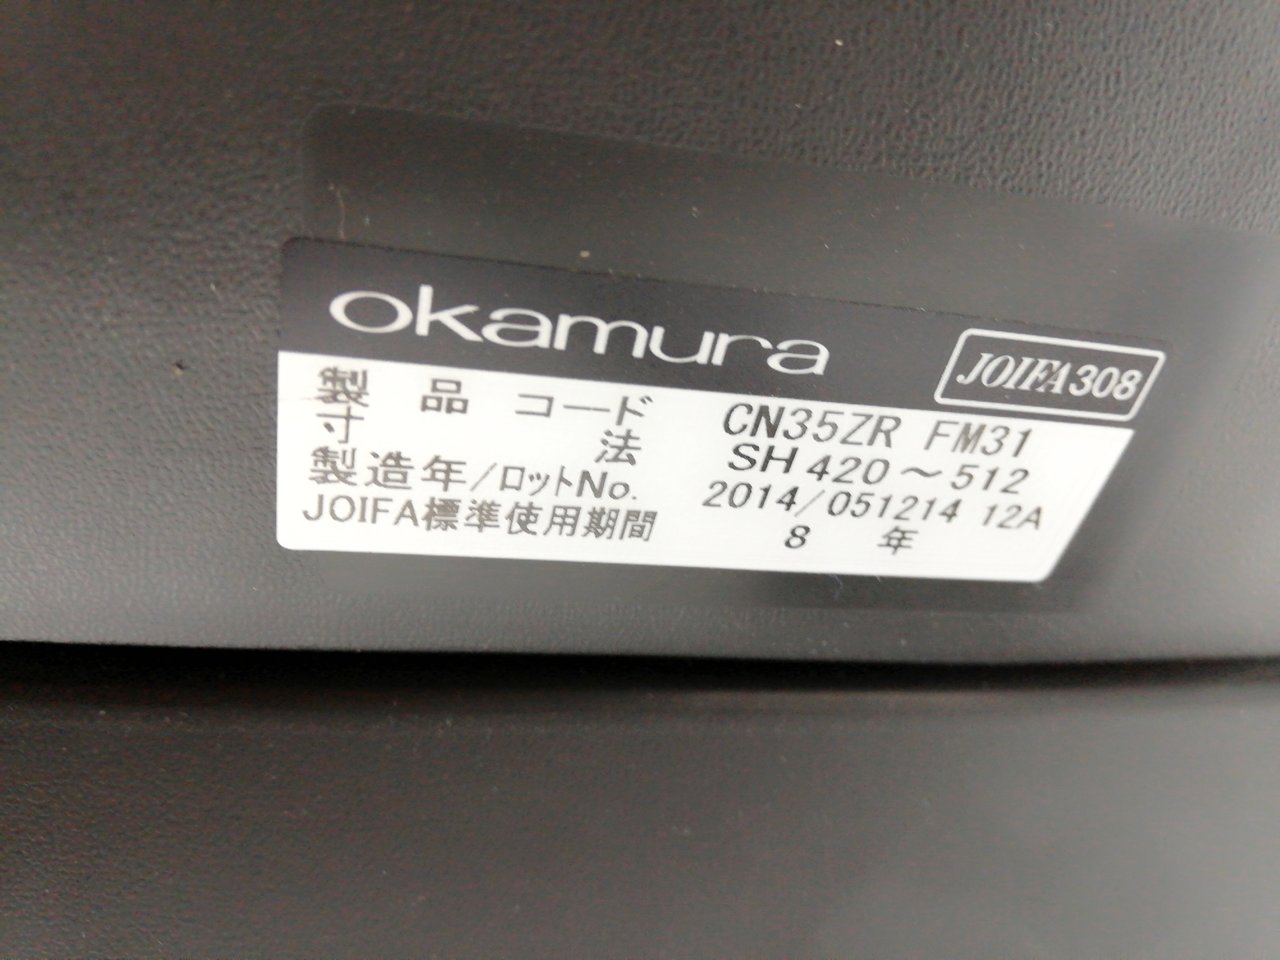 okamura
JOIFA308
製品コード CN35ZR FM31
寸法 SH 420～512
製造年/ロットNo. 2014/051214 12A
JOIFA標準使用期間 8年